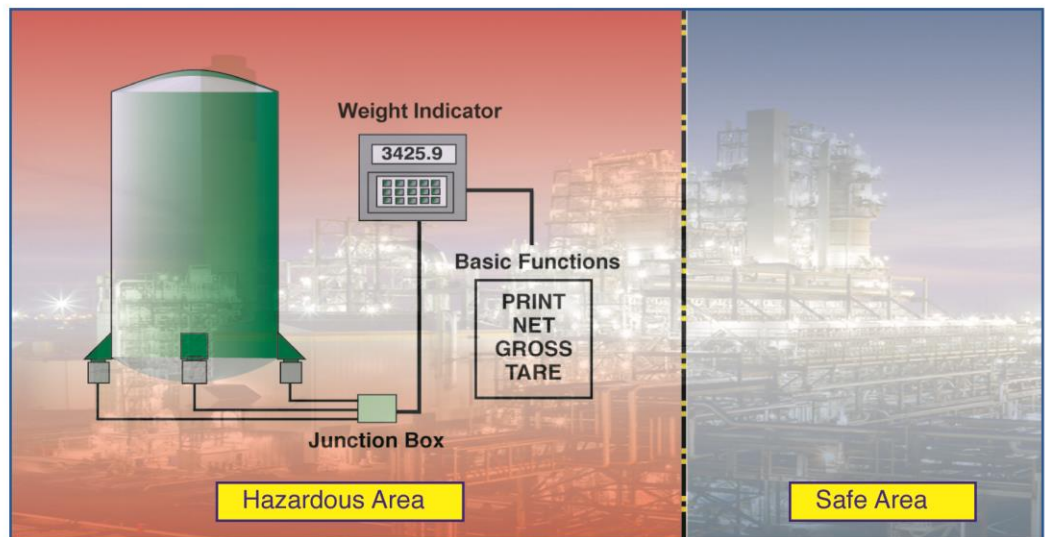 Weight Indicator
3425.9
Basic Functions
PRINT
NET
GROSS
TARE
Junction Box
Hazardous Area
Safe Area